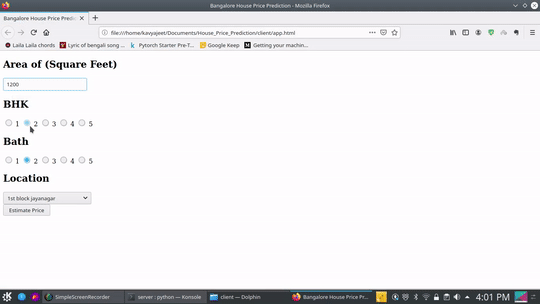 Bangalore House Price Prediction - Mozilla Firefox
Bangalore House Price Predi
file:///home/kavyajeet/Documents/House_Price_Prediction/client/app.html
Laila Laila chords
Lyric of bengali song ...
Pytorch Starter Pre-T...
Google Keep
Getting your machin...
Area of (Square Feet)
1200
BHK
1 2 3 4 5
Bath
1 2 3 4 5
Location
1st block jayanagar
Estimate Price
SimpleScreenRecorder
server : python — Konsole
client — Dolphin
Bangalore House Price Pr...
4:01 PM